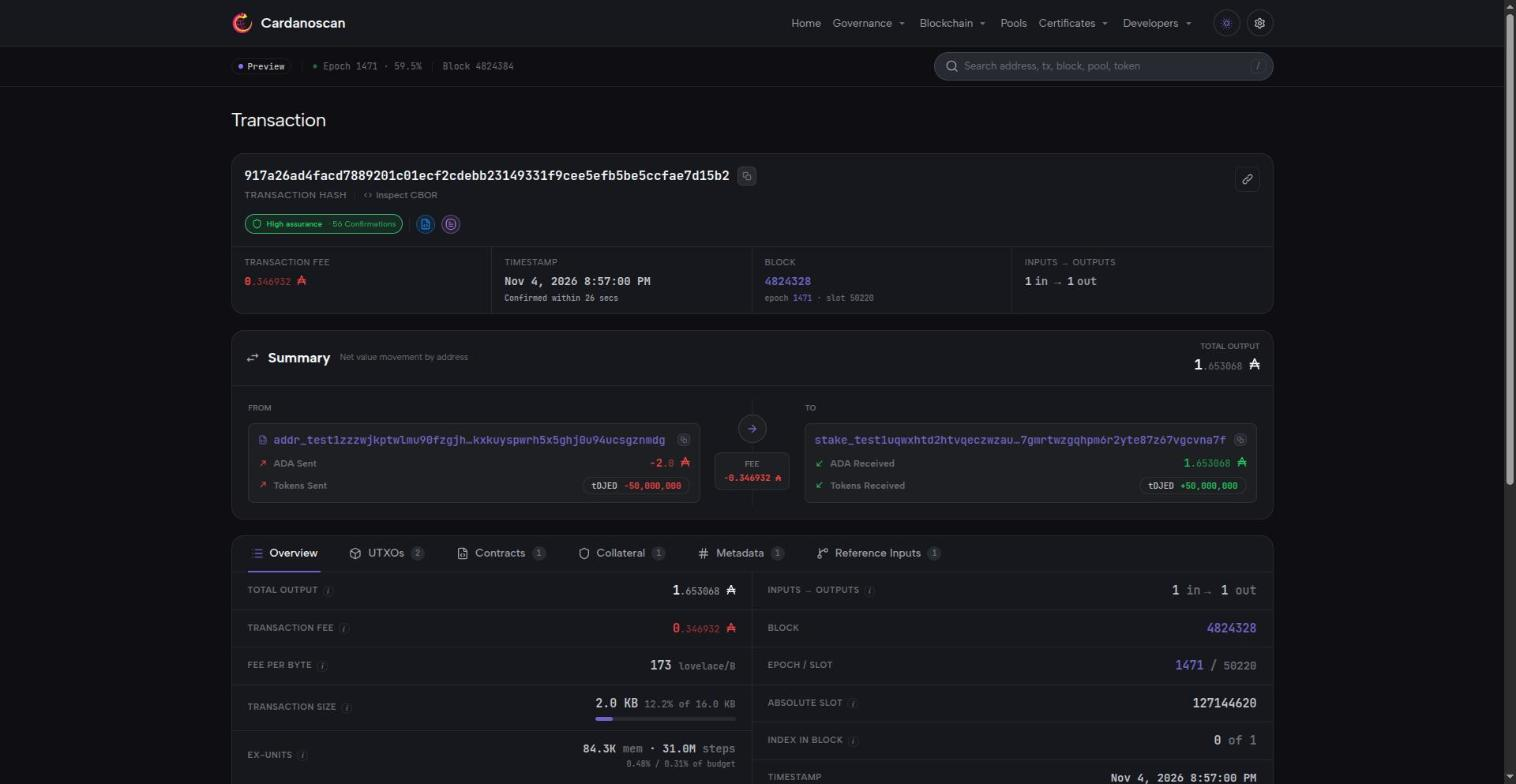 Cardanoscan
Home Governance Blockchain Pools Certificates Developers
Preview Epoch 1471 · 59.5% Block 4824384
Search address, tx, block, pool, token /
Transaction
917a26ad4facd7889201c01ecf2cdebb23149331f9cee5efb5be5ccfae7d15b2
TRANSACTION HASH <> Inspect CBOR
High assurance · 56 Confirmations
TRANSACTION FEE
0.346932 ₳
TIMESTAMP
Nov 4, 2026 8:57:00 PM
Confirmed within 26 secs
BLOCK
4824328
epoch 1471 · slot 50220
INPUTS → OUTPUTS
1 in → 1 out
Summary Net value movement by address
TOTAL OUTPUT
1.653068 ₳
FROM
addr_test1zzzwjkptwlmu90fzgjh…kxkuyspwrh5x5ghj0u94ucsgznmdg
ADA Sent -2.0 ₳
Tokens Sent tDJED -50,000,000
FEE
-0.346932 ₳
TO
stake_test1uqwxhtd2htvqeczwzau…7gmrtwzgqhpm6r2yte87z67vgcvna7f
ADA Received 1.653068 ₳
Tokens Received tDJED +50,000,000
Overview UTXOs 2 Contracts 1 Collateral 1 Metadata 1 Reference Inputs 1
TOTAL OUTPUT i 1.653068 ₳
INPUTS → OUTPUTS i 1 in → 1 out
TRANSACTION FEE i 0.346932 ₳
BLOCK 4824328
FEE PER BYTE i 173 lovelace/B
EPOCH / SLOT 1471 / 50220
TRANSACTION SIZE i 2.0 KB 12.2% of 16.0 KB
ABSOLUTE SLOT i 127144620
EX-UNITS i 84.3K mem · 31.0M steps
0.48% / 0.31% of budget
INDEX IN BLOCK i 0 of 1
TIMESTAMP Nov 4, 2026 8:57:00 PM